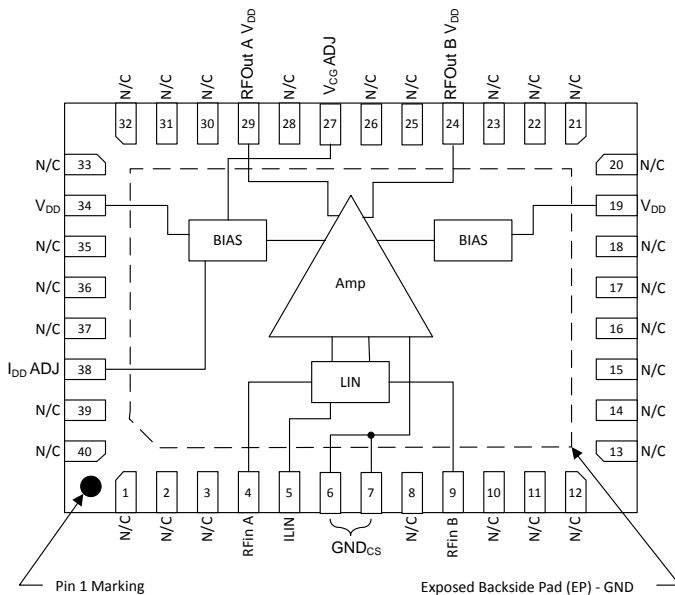 N/C
N/C
N/C
RFOut A VDD
N/C
VCG ADJ
N/C
N/C
RFOut B VDD
N/C
N/C
N/C
32
31
30
29
28
27
26
25
24
23
22
21
N/C 33
20 N/C
VDD 34
BIAS
BIAS
19 VDD
N/C 35
18 N/C
Amp
N/C 36
17 N/C
N/C 37
16 N/C
IDD ADJ 38
LIN
15 N/C
N/C 39
14 N/C
N/C 40
13 N/C
1
2
3
4
5
6
7
8
9
10
11
12
N/C
N/C
N/C
RFin A
ILIN
GNDCS
N/C
RFin B
N/C
N/C
N/C
Pin 1 Marking
Exposed Backside Pad (EP) - GND